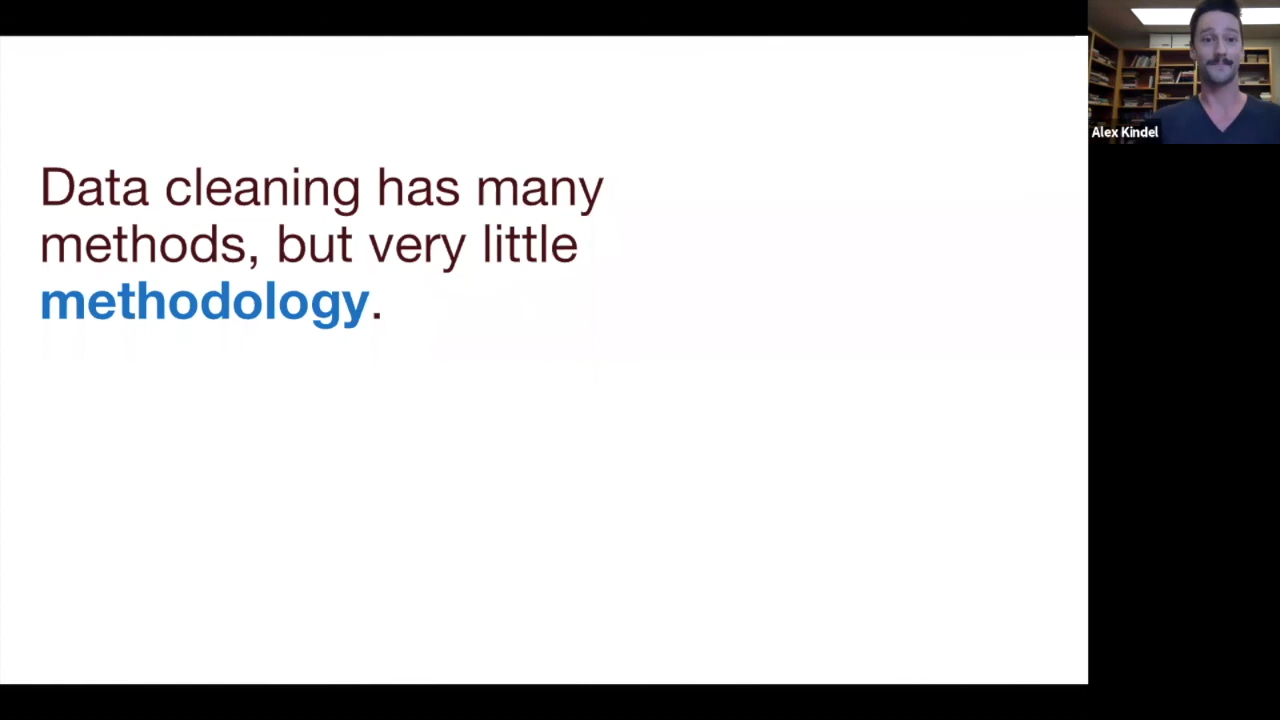 Data cleaning has many
methods, but very little
methodology.
Alex Kindel